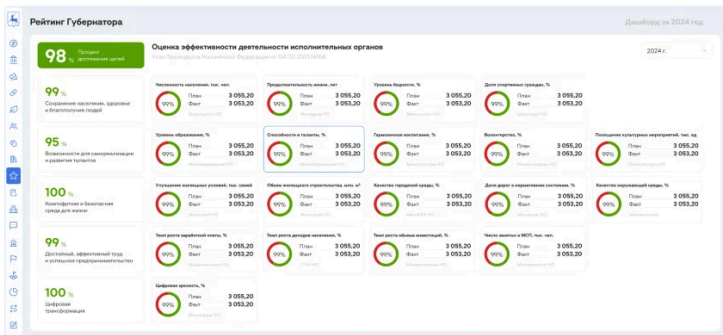 Рейтинг Губернатора
Дашборд за 2024 год
98 %
Процент
достижения целей
Оценка эффективности деятельности исполнительных органов
Указ Президента Российской Федерации от 04.02.2021 №68
2024 г.
99 %
Сохранение населения, здоровье
и благополучие людей
Численность населения, тыс. чел.
99%
План 3 055,20
Факт 3 053,20
Продолжительность жизни, лет
99%
План 3 055,20
Факт 3 053,20
Уровень бедности, %
99%
План 3 055,20
Факт 3 053,20
Доля спортивных граждан, %
99%
План 3 055,20
Факт 3 053,20
95 %
Возможности для самореализации
и развития талантов
Уровень образования, %
99%
План 3 055,20
Факт 3 053,20
Способности и таланты, %
99%
План 3 055,20
Факт 3 053,20
Гармоничное воспитание, %
99%
План 3 055,20
Факт 3 053,20
Волонтерство, %
99%
План 3 055,20
Факт 3 053,20
Посещение культурных мероприятий, тыс. ед
99%
План 3 055,20
Факт 3 053,20
100 %
Комфортная и безопасная
среда для жизни
Улучшение жилищных условий, тыс. семей
99%
План 3 055,20
Факт 3 053,20
Объем жилищного строительства, млн. м²
99%
План 3 055,20
Факт 3 053,20
Качество городской среды, %
99%
План 3 055,20
Факт 3 053,20
Доля дорог в нормативном состоянии, %
99%
План 3 055,20
Факт 3 053,20
Качество окружающей среды, %
99%
План 3 055,20
Факт 3 053,20
99 %
Достойный, эффективный труд
и успешное предпринимательство
Темп роста заработной платы, %
99%
План 3 055,20
Факт 3 053,20
Темп роста доходов населения, %
99%
План 3 055,20
Факт 3 053,20
Темп роста объема инвестиций, %
99%
План 3 055,20
Факт 3 053,20
Число занятых в МСП, тыс. чел.
99%
План 3 055,20
Факт 3 053,20
100 %
Цифровая
трансформация
Цифровая зрелость, %
99%
План 3 055,20
Факт 3 053,20